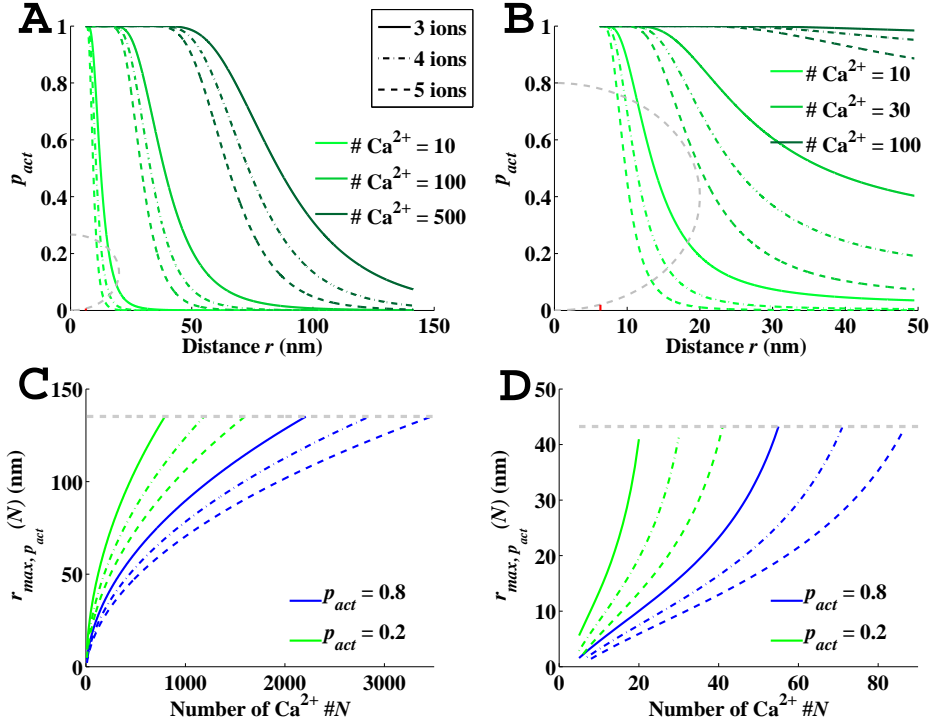 A
1
0.8
0.6
0.4
0.2
0
p_act
0
50
100
150
Distance r (nm)
3 ions
4 ions
5 ions
# Ca2+ = 10
# Ca2+ = 100
# Ca2+ = 500
B
1
0.8
0.6
0.4
0.2
0
p_act
10
20
30
40
50
Distance r (nm)
# Ca2+ = 10
# Ca2+ = 30
# Ca2+ = 100
C
150
100
50
0
r_max, p_act (N) (nm)
0
1000
2000
3000
Number of Ca2+ #N
p_act = 0.8
p_act = 0.2
D
50
40
30
20
10
0
r_max, p_act (N) (nm)
0
20
40
60
80
Number of Ca2+ #N
p_act = 0.8
p_act = 0.2